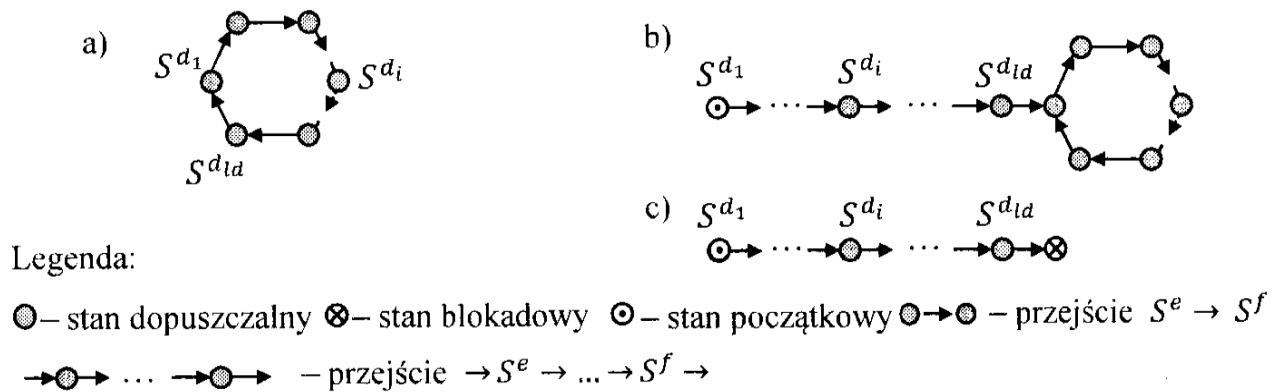 a)
S^{d_1}
S^{d_i}
S^{d_{ld}}
b)
S^{d_1} S^{d_i} S^{d_{ld}}
··· ···
c)
S^{d_1} S^{d_i} S^{d_{ld}}
··· ···
Legenda:
– stan dopuszczalny – stan blokadowy – stan początkowy – przejście S^e → S^f
··· – przejście → S^e → ... → S^f →